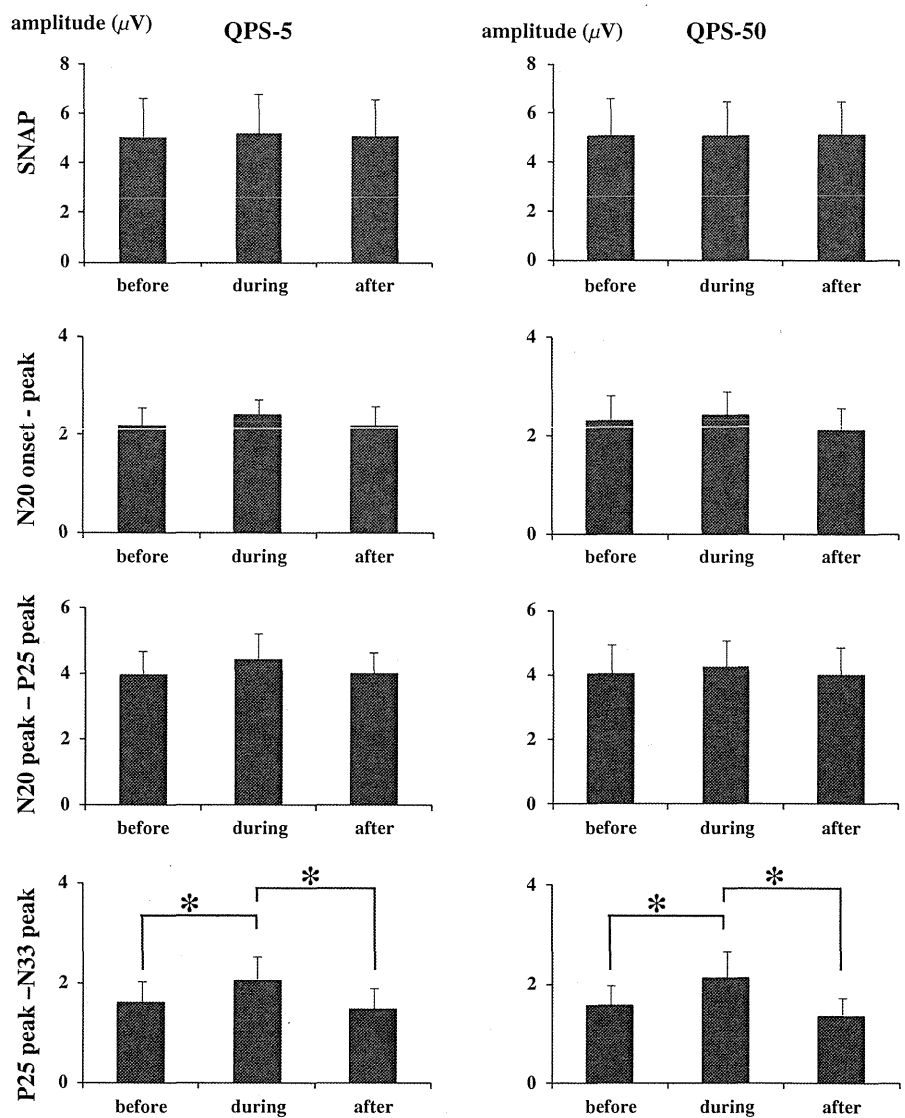 amplitude (μV) QPS-5 amplitude (μV) QPS-50
SNAP
8 8
6 6
4 4
2 2
0 0
before during after before during after
N20 onset - peak
4 4
2 2
0 0
before during after before during after
N20 peak – P25 peak
6 6
4 4
2 2
0 0
before during after before during after
P25 peak –N33 peak
4 4
* * * *
2 2
0 0
before during after before during after